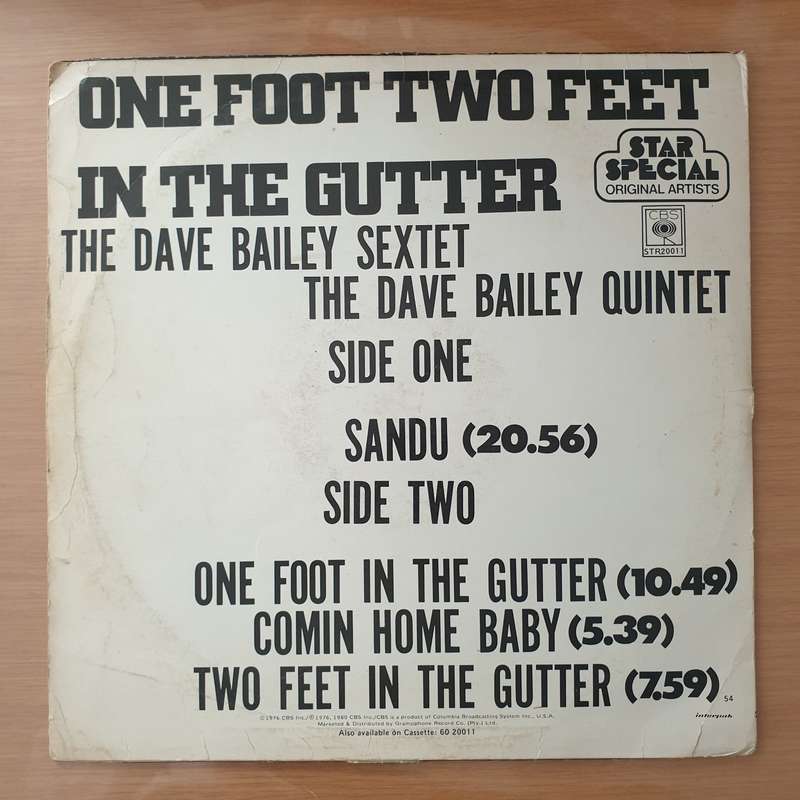 ONE FOOT TWO FEET
IN THE GUTTER
STAR
SPECIAL
ORIGINAL ARTISTS
CBS
STR20011
THE DAVE BAILEY SEXTET
THE DAVE BAILEY QUINTET
SIDE ONE
SANDU (20.56)
SIDE TWO
ONE FOOT IN THE GUTTER (10.49)
COMIN HOME BABY (5.39)
TWO FEET IN THE GUTTER (7.59)
54
interpak
©1976 CBS Inc./℗1976, 1980 CBS Inc./CBS is a product of Columbia Broadcasting System Inc., U.S.A.
Marketed & Distributed by Gramophone Record Co. (Pty.) Ltd.
Also available on Cassette: 60 20011